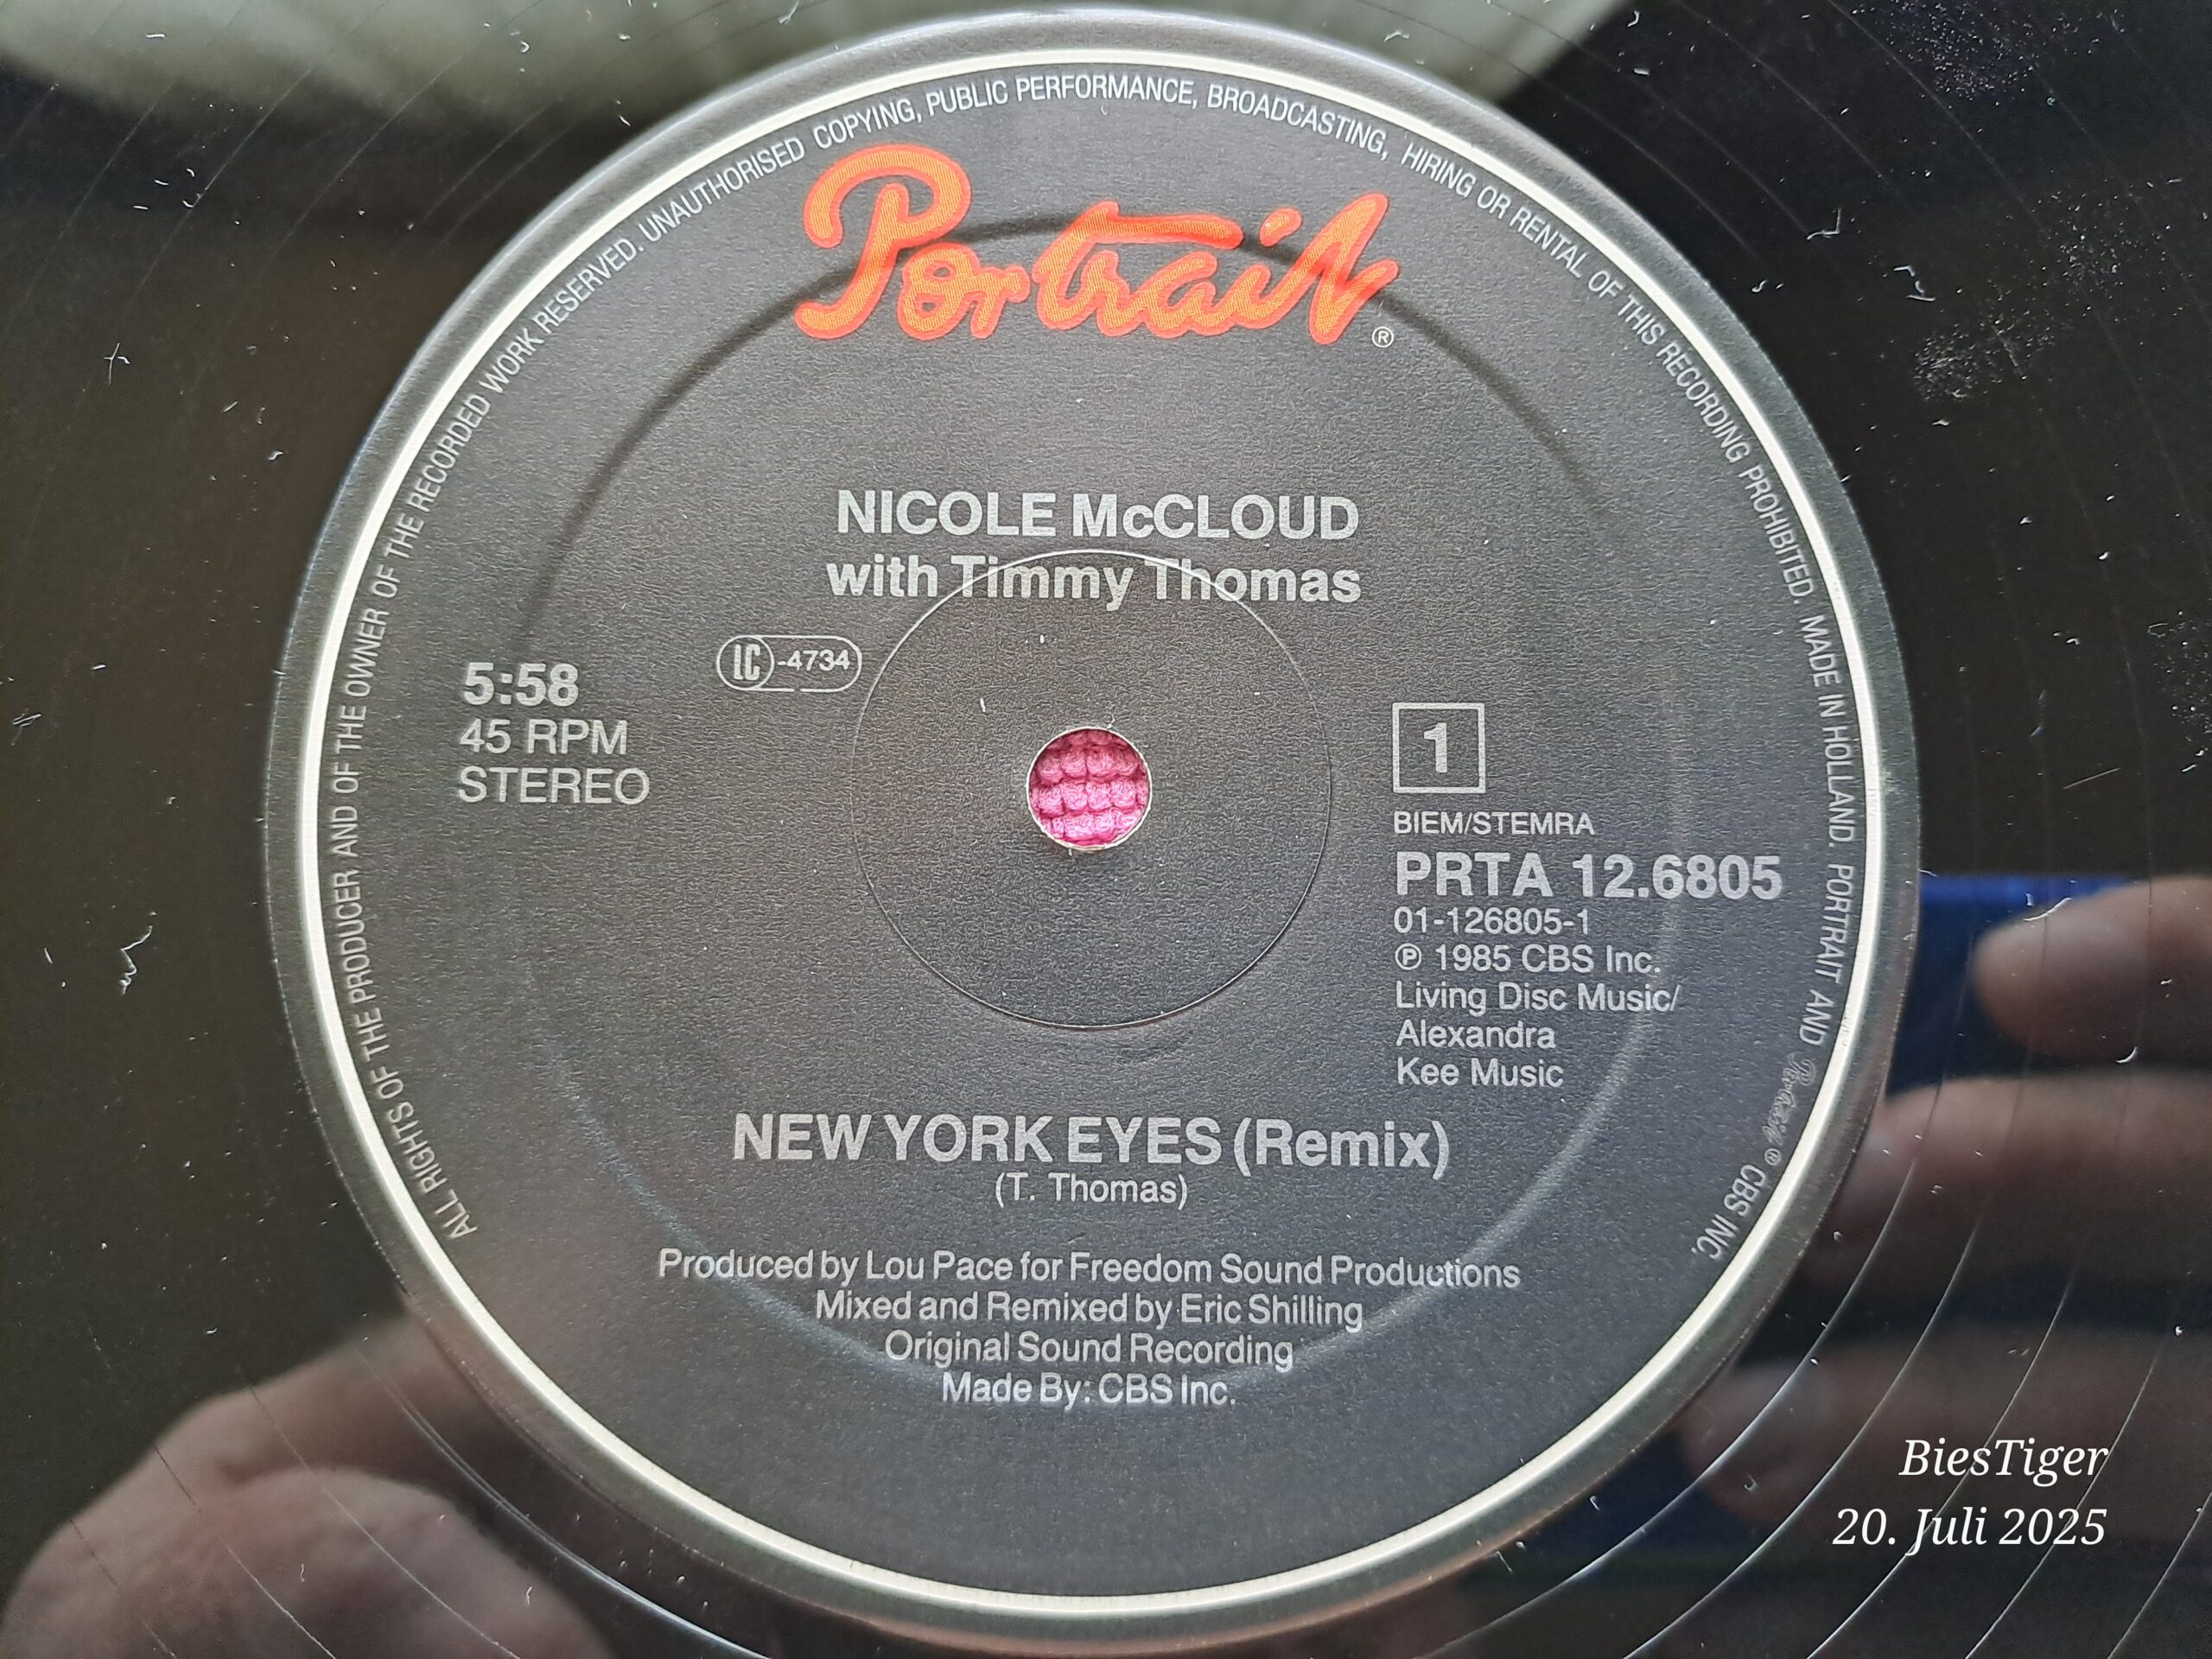 ALL RIGHTS OF THE PRODUCER AND OF THE OWNER OF THE RECORDED WORK RESERVED. UNAUTHORISED COPYING, PUBLIC PERFORMANCE, BROADCASTING, HIRING OR RENTAL OF THIS RECORDING PROHIBITED. MADE IN HOLLAND. PORTRAIT AND Portrait ® CBS INC.
Portrait ®
NICOLE McCLOUD
with Timmy Thomas
LC-4734
5:58
45 RPM
STEREO
1
BIEM/STEMRA
PRTA 12.6805
01-126805-1
℗ 1985 CBS Inc.
Living Disc Music/
Alexandra
Kee Music
NEW YORK EYES (Remix)
(T. Thomas)
Produced by Lou Pace for Freedom Sound Productions
Mixed and Remixed by Eric Shilling
Original Sound Recording
Made By: CBS Inc.
BiesTiger
20. Juli 2025